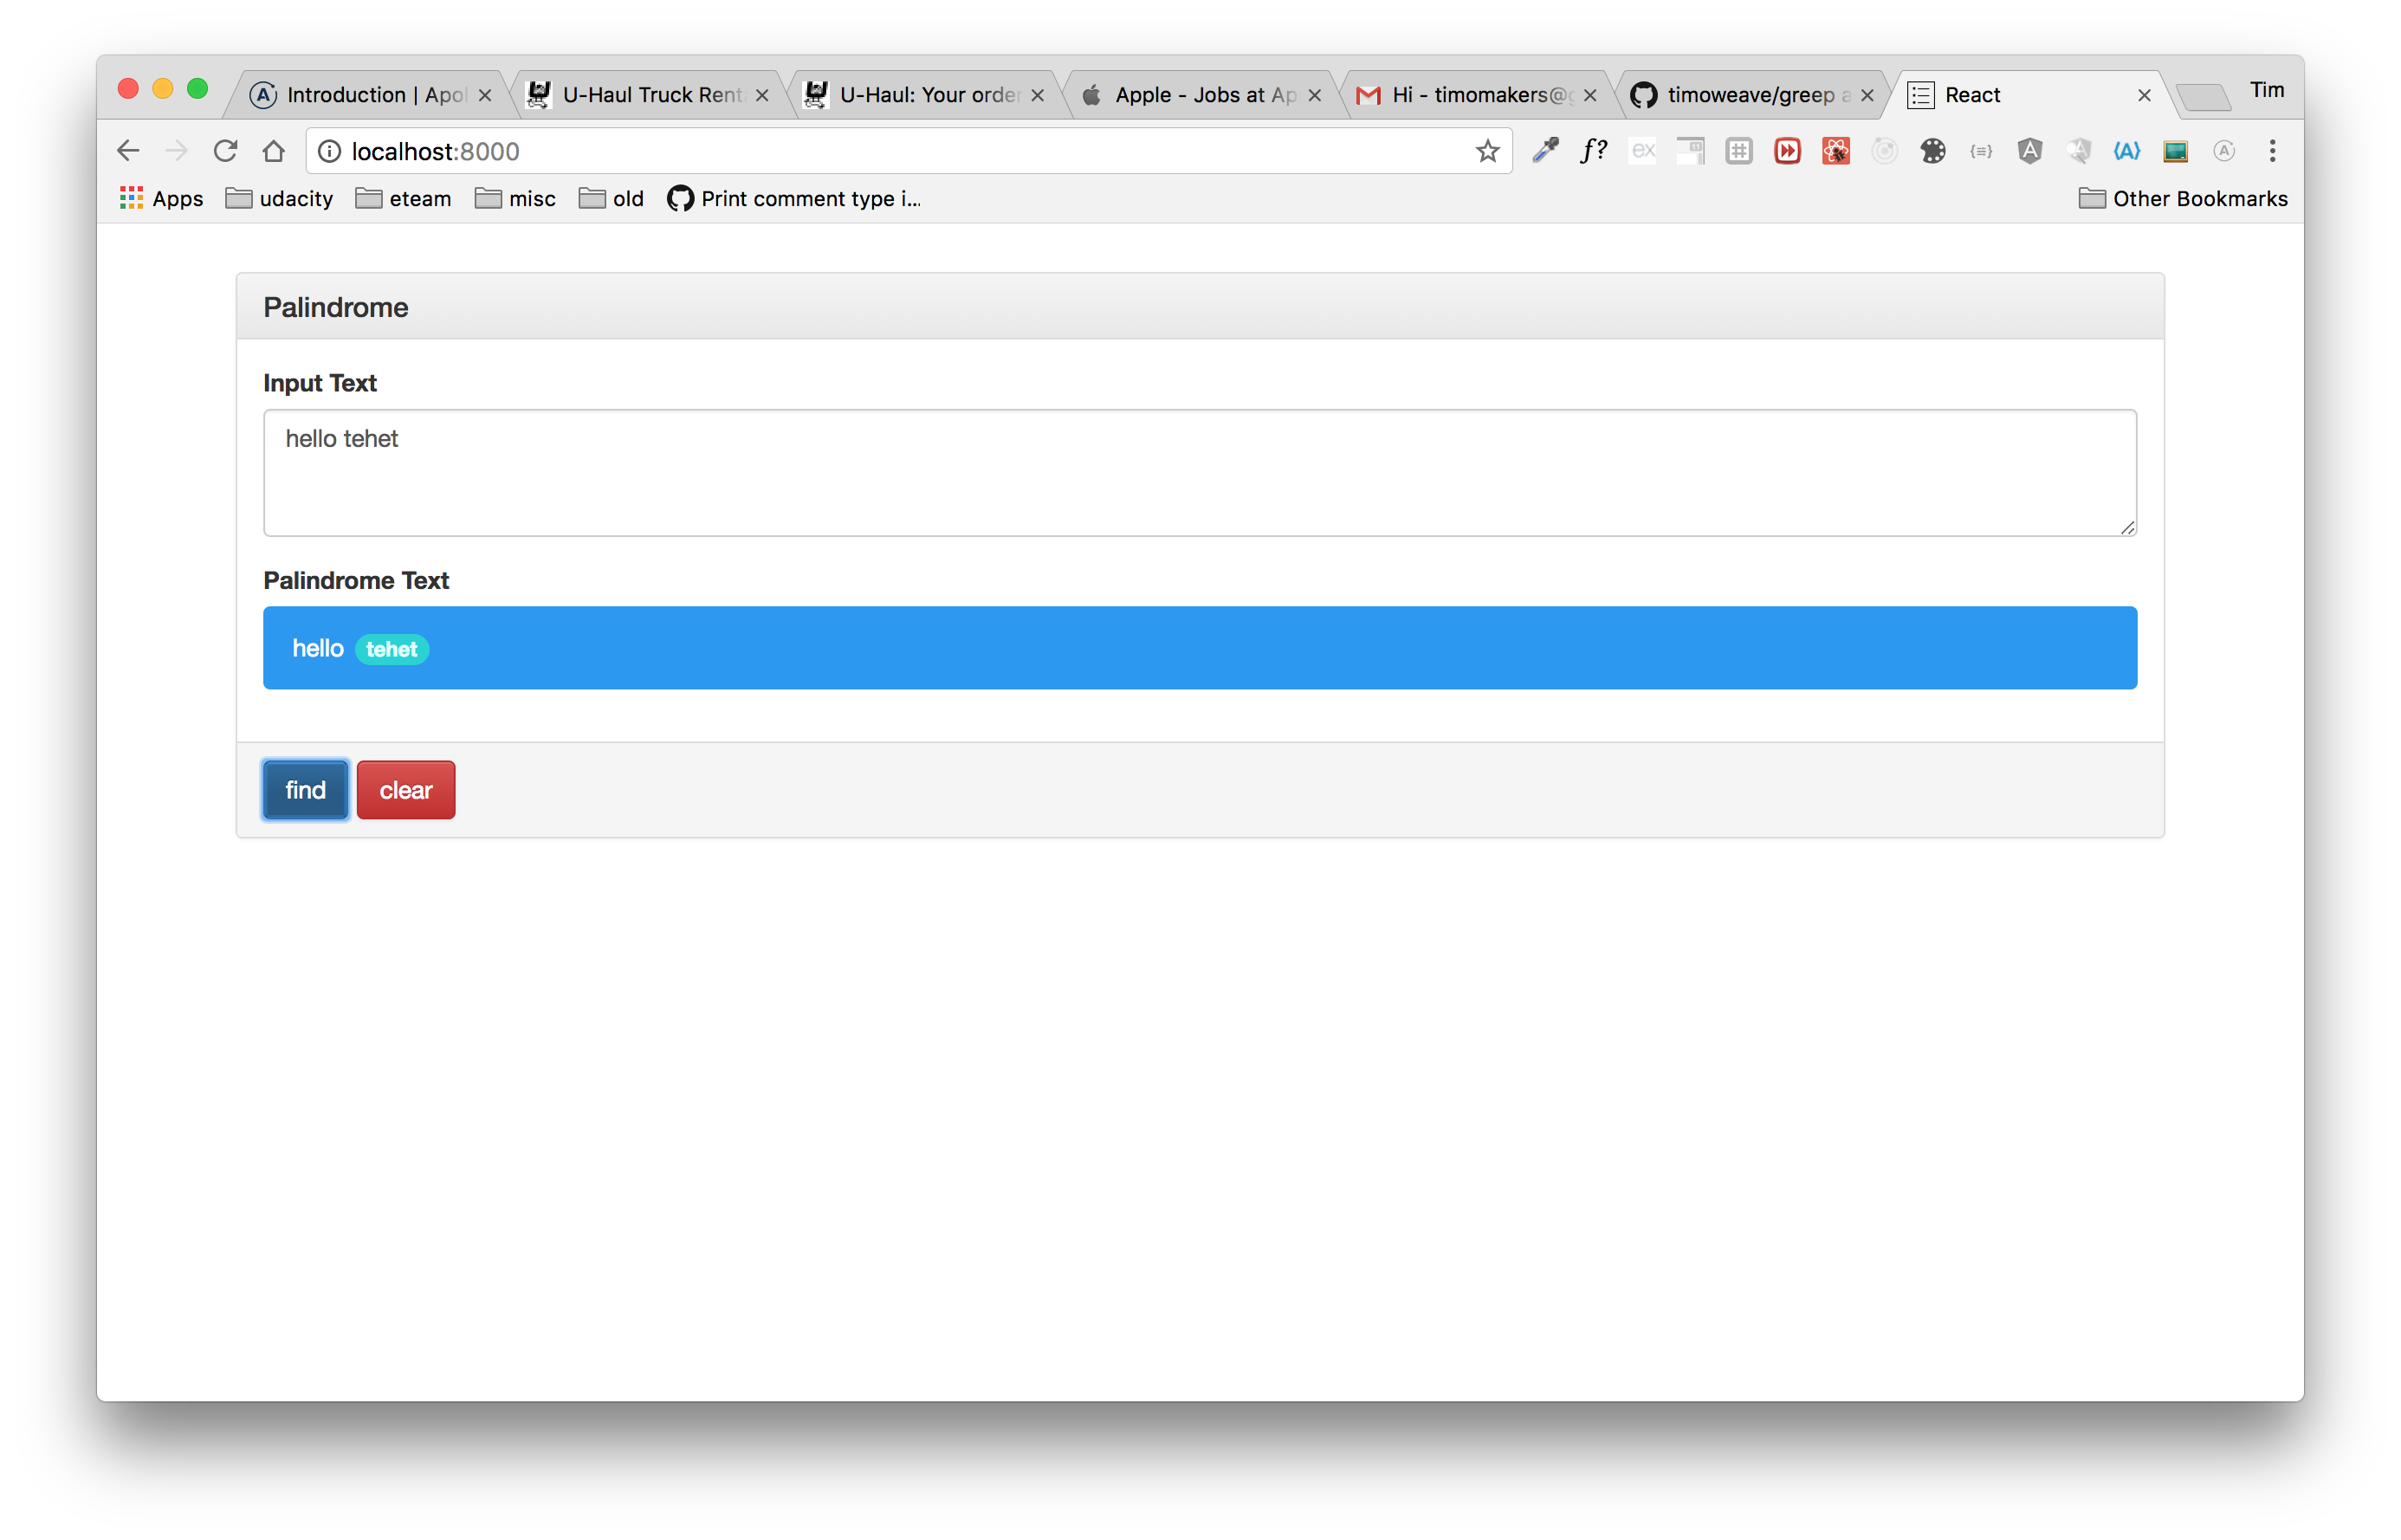 Introduction | Apol
U-Haul Truck Rent
U-Haul: Your order
Apple - Jobs at Ap
Hi - timomakers@g
timoweave/greep a
React
Tim
localhost:8000
ƒ?
ex
Apps
udacity
eteam
misc
old
Print comment type i...
Other Bookmarks
Palindrome
Input Text
hello tehet
Palindrome Text
hello tehet
find clear